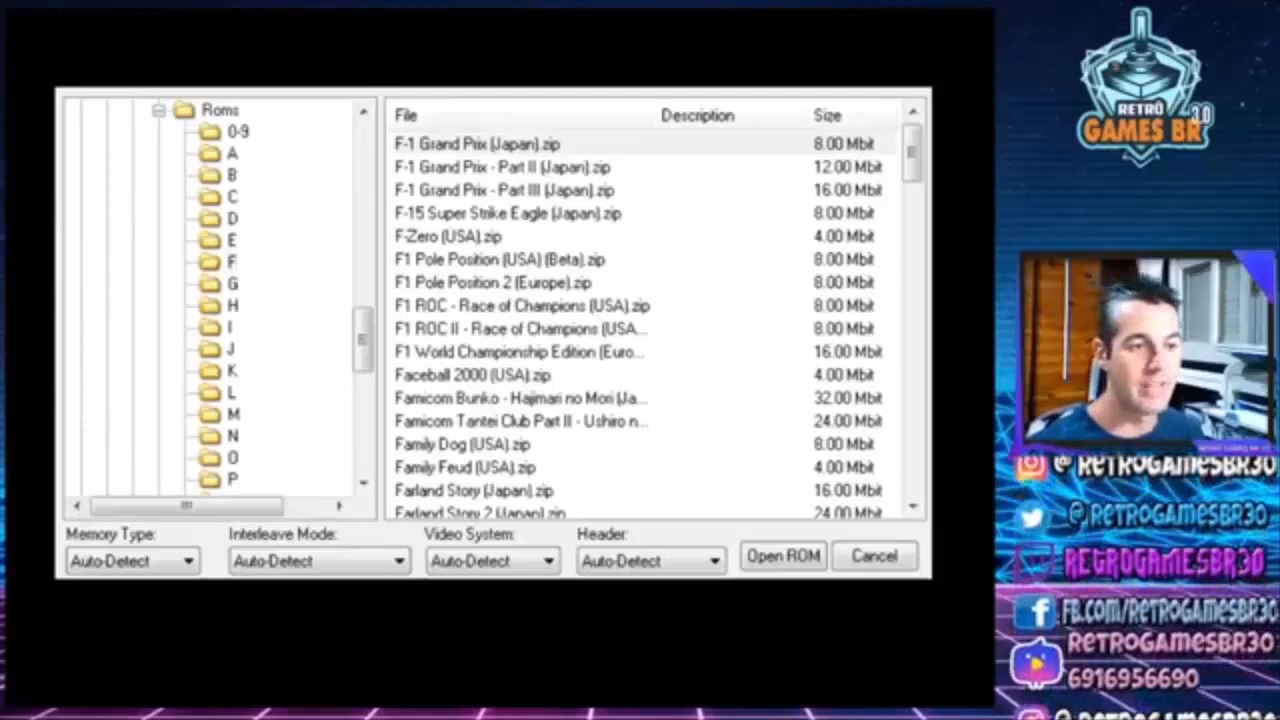 Roms
0-9
A
B
C
D
E
F
G
H
I
J
K
L
M
N
O
P
File Description Size
F-1 Grand Prix (Japan).zip 8.00 Mbit
F-1 Grand Prix - Part II (Japan).zip 12.00 Mbit
F-1 Grand Prix - Part III (Japan).zip 16.00 Mbit
F-15 Super Strike Eagle (Japan).zip 8.00 Mbit
F-Zero (USA).zip 4.00 Mbit
F1 Pole Position (USA) (Beta).zip 8.00 Mbit
F1 Pole Position 2 (Europe).zip 8.00 Mbit
F1 ROC - Race of Champions (USA).zip 8.00 Mbit
F1 ROC II - Race of Champions (USA... 8.00 Mbit
F1 World Championship Edition (Euro... 16.00 Mbit
Faceball 2000 (USA).zip 4.00 Mbit
Famicom Bunko - Hajimari no Mori (Ja... 32.00 Mbit
Famicom Tantei Club Part II - Ushiro n... 24.00 Mbit
Family Dog (USA).zip 8.00 Mbit
Family Feud (USA).zip 4.00 Mbit
Farland Story (Japan).zip 16.00 Mbit
Farland Story 2 (Japan).zip 24.00 Mbit
Memory Type: Interleave Mode: Video System: Header:
Auto-Detect Auto-Detect Auto-Detect Auto-Detect Open ROM Cancel
RETRÔ
GAMES BR 30
@RETROGAMESBR30
@RETROGAMESBR30
RETROGAMESBR30
FB.COM/RETROGAMESBR30
RETROGAMESBR30
6916956690